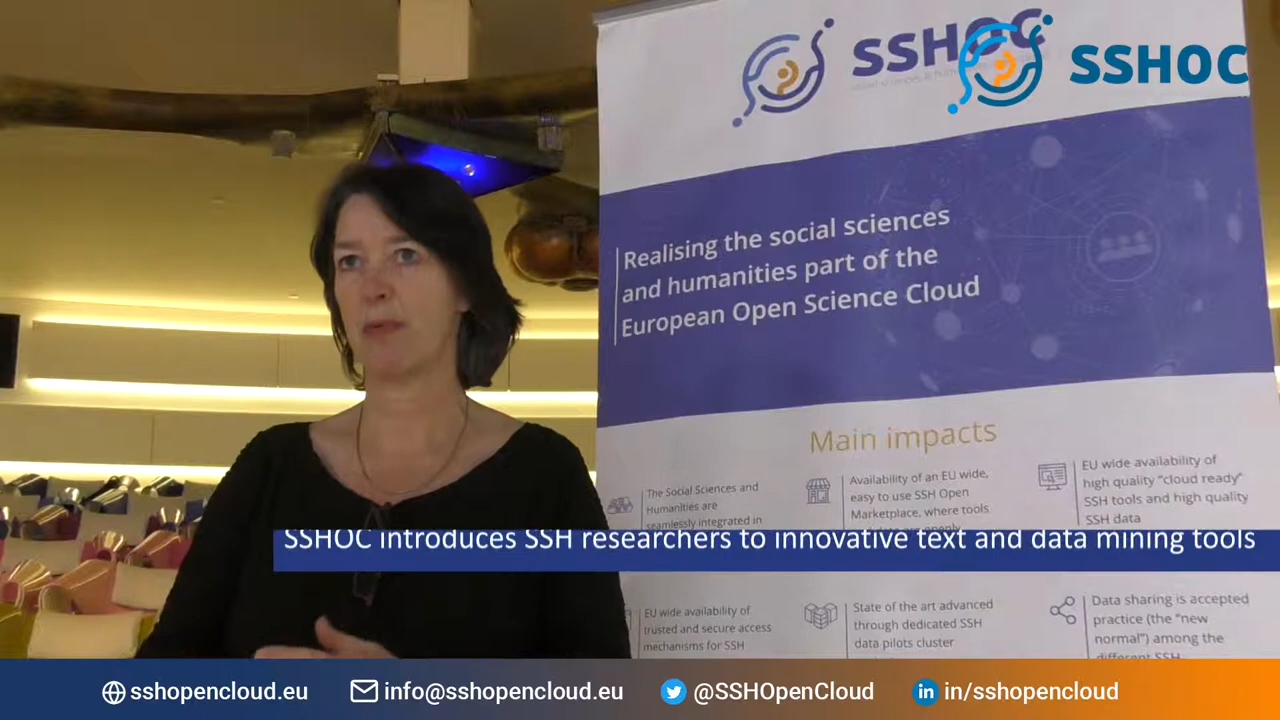 SSHOC
SSHOC
Realising the social sciences
and humanities part of the
European Open Science Cloud
Main impacts
The Social Sciences and
Humanities are
seamlessly integrated in
Availability of an EU wide,
easy to use SSH Open
Marketplace, where tools
EU wide availability of
high quality "cloud ready"
SSH tools and high quality
SSH data
SSHOC introduces SSH researchers to innovative text and data mining tools
EU wide availability of
trusted and secure access
mechanisms for SSH
State of the art advanced
through dedicated SSH
data pilots cluster
Data sharing is accepted
practice (the "new
normal") among the
different SSH
sshopencloud.eu
info@sshopencloud.eu
@SSHOpenCloud
in/sshopencloud